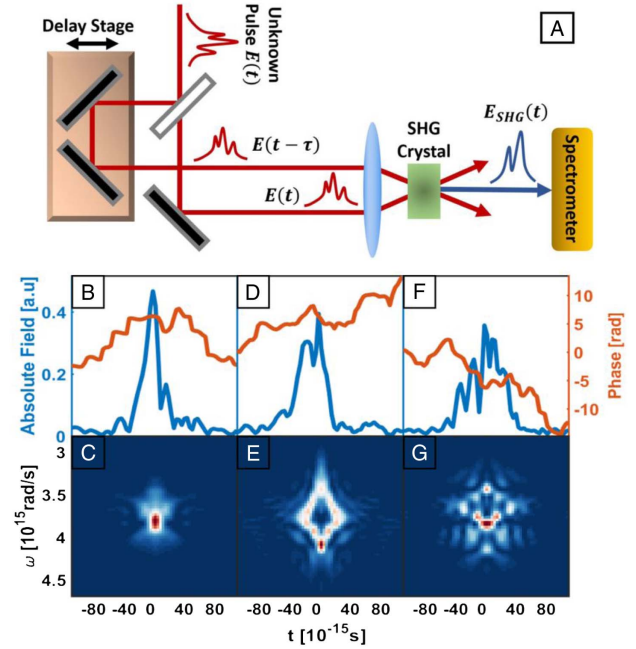 Delay Stage
Unknown
Pulse E(t)
A
E(t − τ)
E(t)
SHG
Crystal
E_SHG(t)
Spectrometer
B
D
F
Absolute Field [a.u]
0.4
0.2
0
10
5
0
-5
-10
Phase [rad]
C
E
G
ω [10^15 rad/s]
3
3.5
4
4.5
-80 -40 0 40 80 -80 -40 0 40 80 -80 -40 0 40 80
t [10^-15 s]